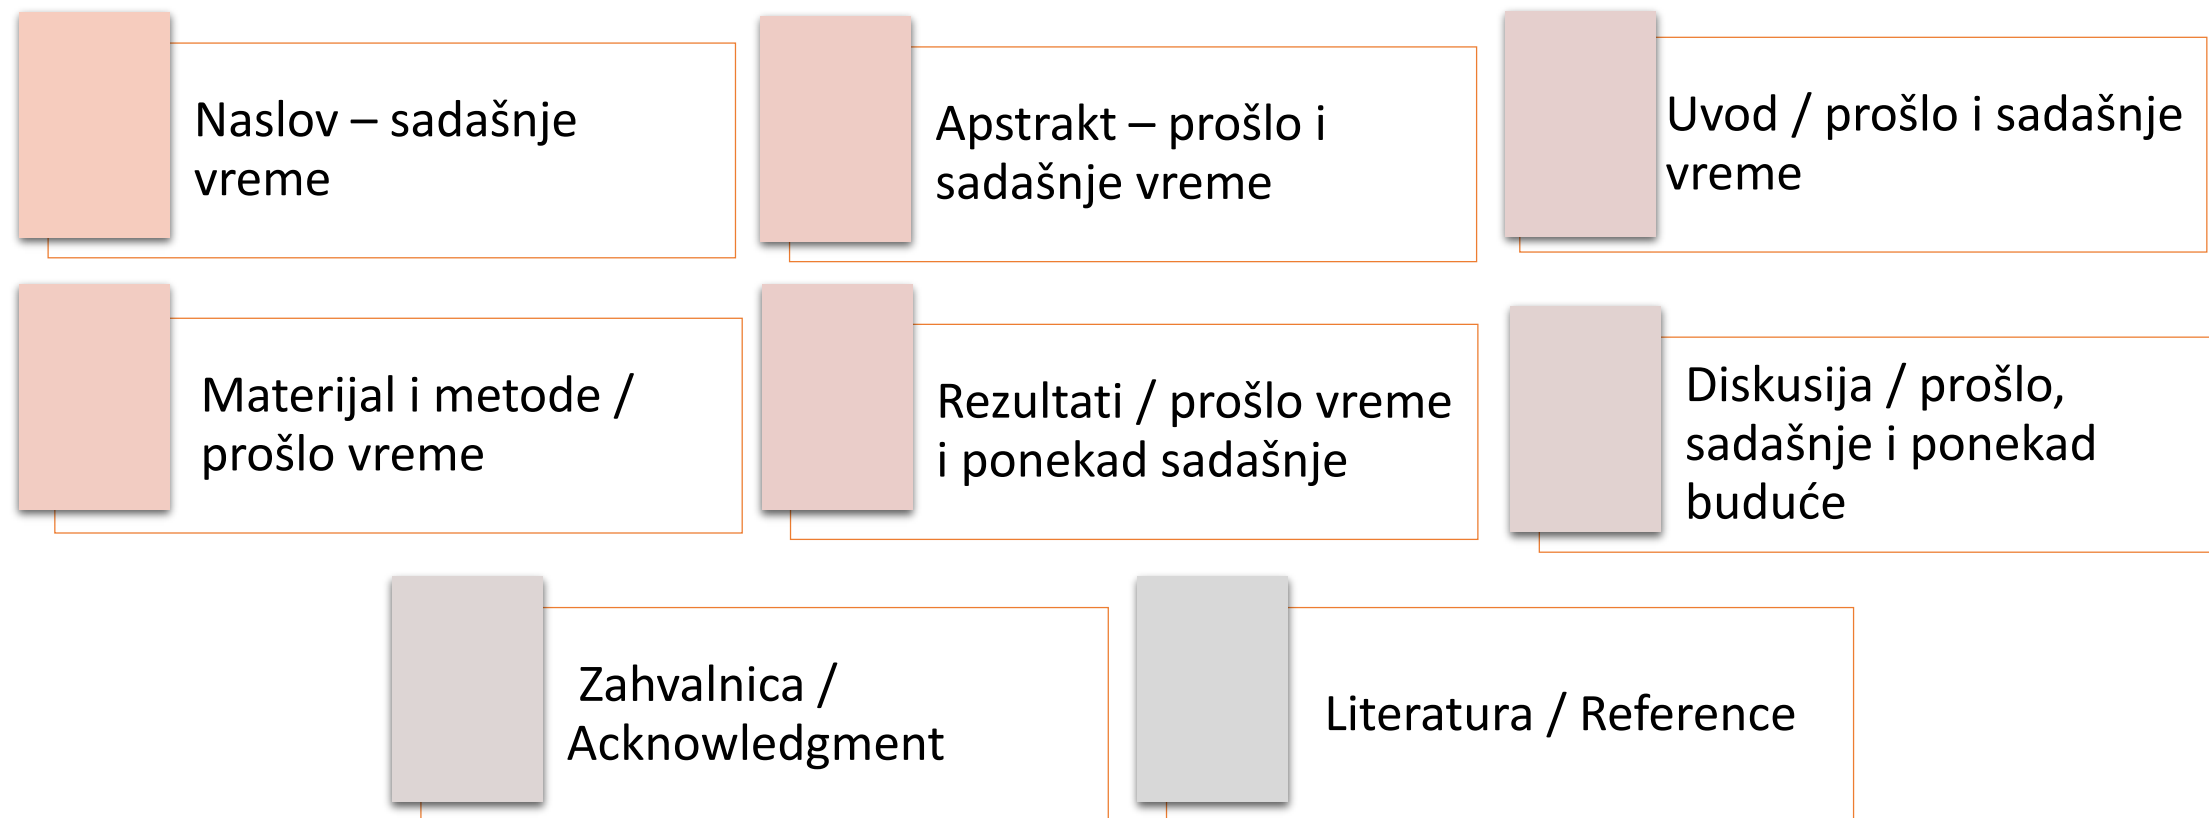 Naslov – sadašnje
vreme
Apstrakt – prošlo i
sadašnje vreme
Uvod / prošlo i sadašnje
vreme
Materijal i metode /
prošlo vreme
Rezultati / prošlo vreme
i ponekad sadašnje
Diskusija / prošlo,
sadašnje i ponekad
buduće
Zahvalnica /
Acknowledgment
Literatura / Reference